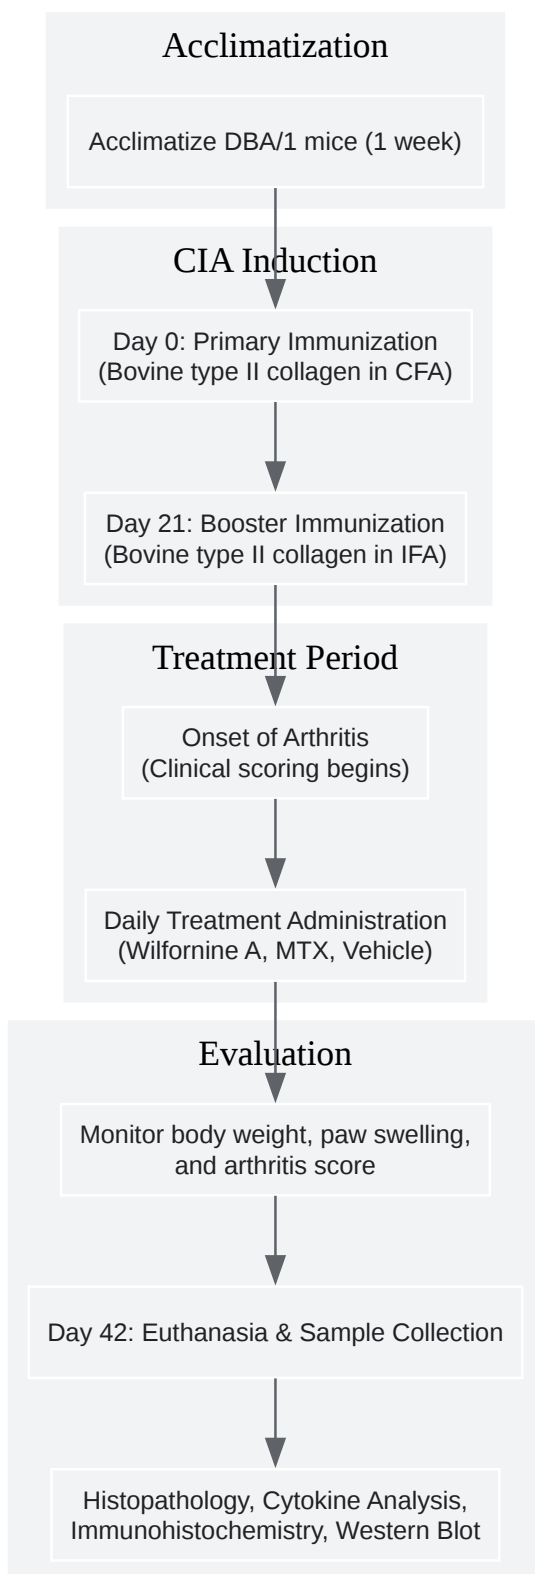 Acclimatization
Acclimatize DBA/1 mice (1 week)
CIA Induction
Day 0: Primary Immunization
(Bovine type II collagen in CFA)
Day 21: Booster Immunization
(Bovine type II collagen in IFA)
Treatment Period
Onset of Arthritis
(Clinical scoring begins)
Daily Treatment Administration
(Wilfornine A, MTX, Vehicle)
Evaluation
Monitor body weight, paw swelling,
and arthritis score
Day 42: Euthanasia & Sample Collection
Histopathology, Cytokine Analysis,
Immunohistochemistry, Western Blot